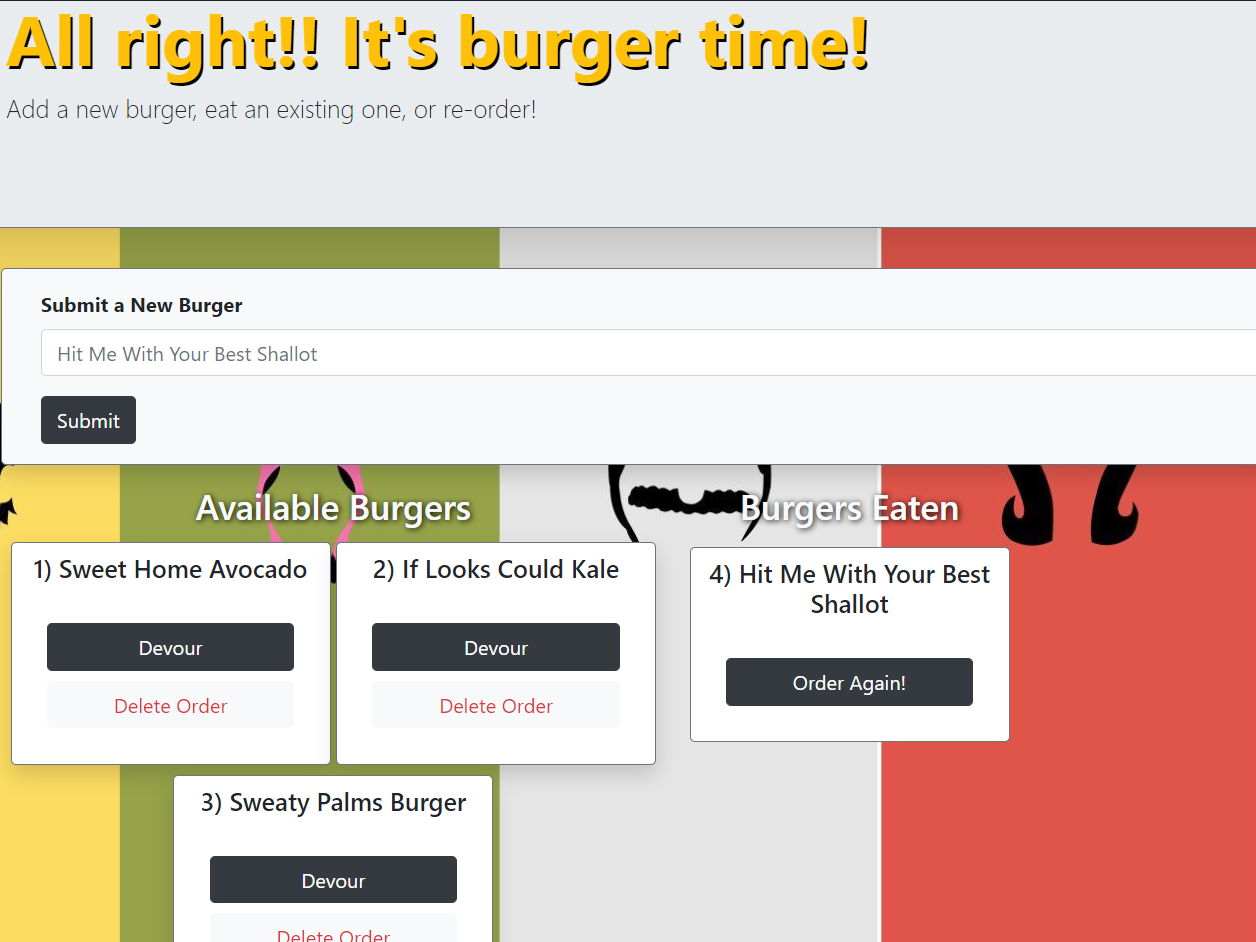 All right!! It's burger time!
Add a new burger, eat an existing one, or re-order!
Submit a New Burger
Hit Me With Your Best Shallot
Submit
Available Burgers
1) Sweet Home Avocado
Devour
Delete Order
2) If Looks Could Kale
Devour
Delete Order
3) Sweaty Palms Burger
Devour
Delete Order
Burgers Eaten
4) Hit Me With Your Best
Shallot
Order Again!